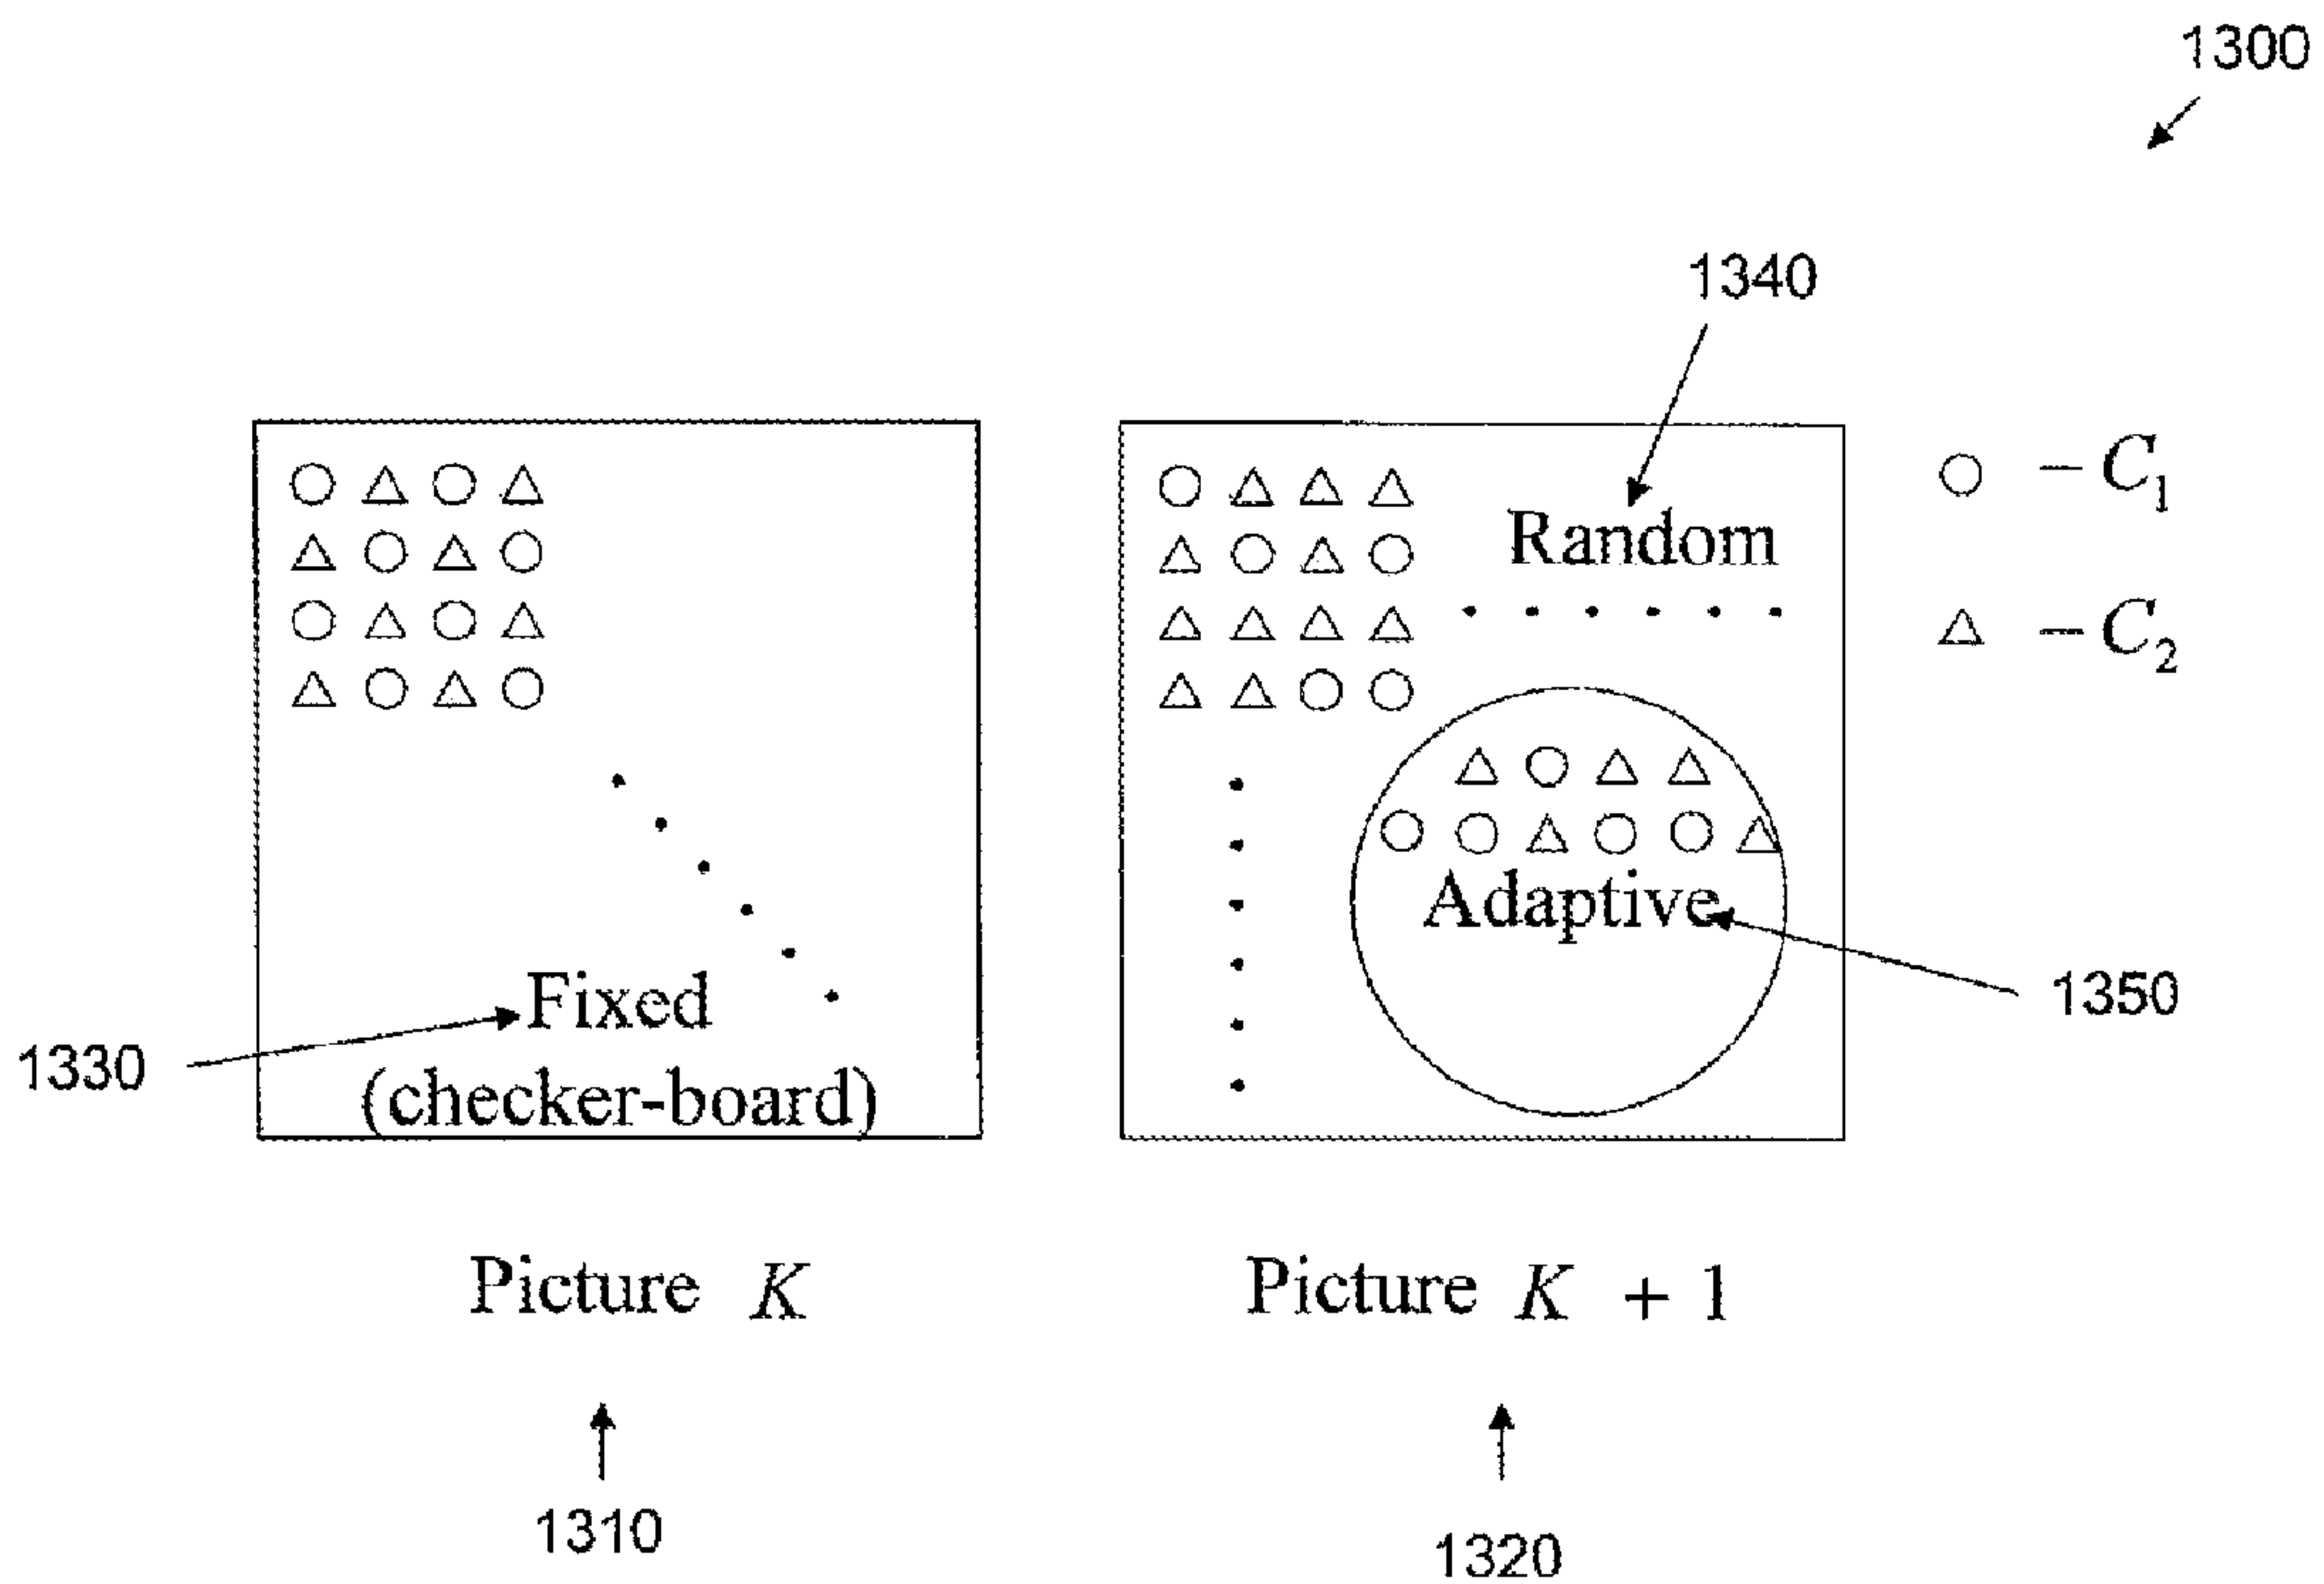 1300
1340
– C₁
Random
– C₂
Adaptive
1350
Fixed
1330
(checker-board)
Picture K
Picture K + 1
1310
1320